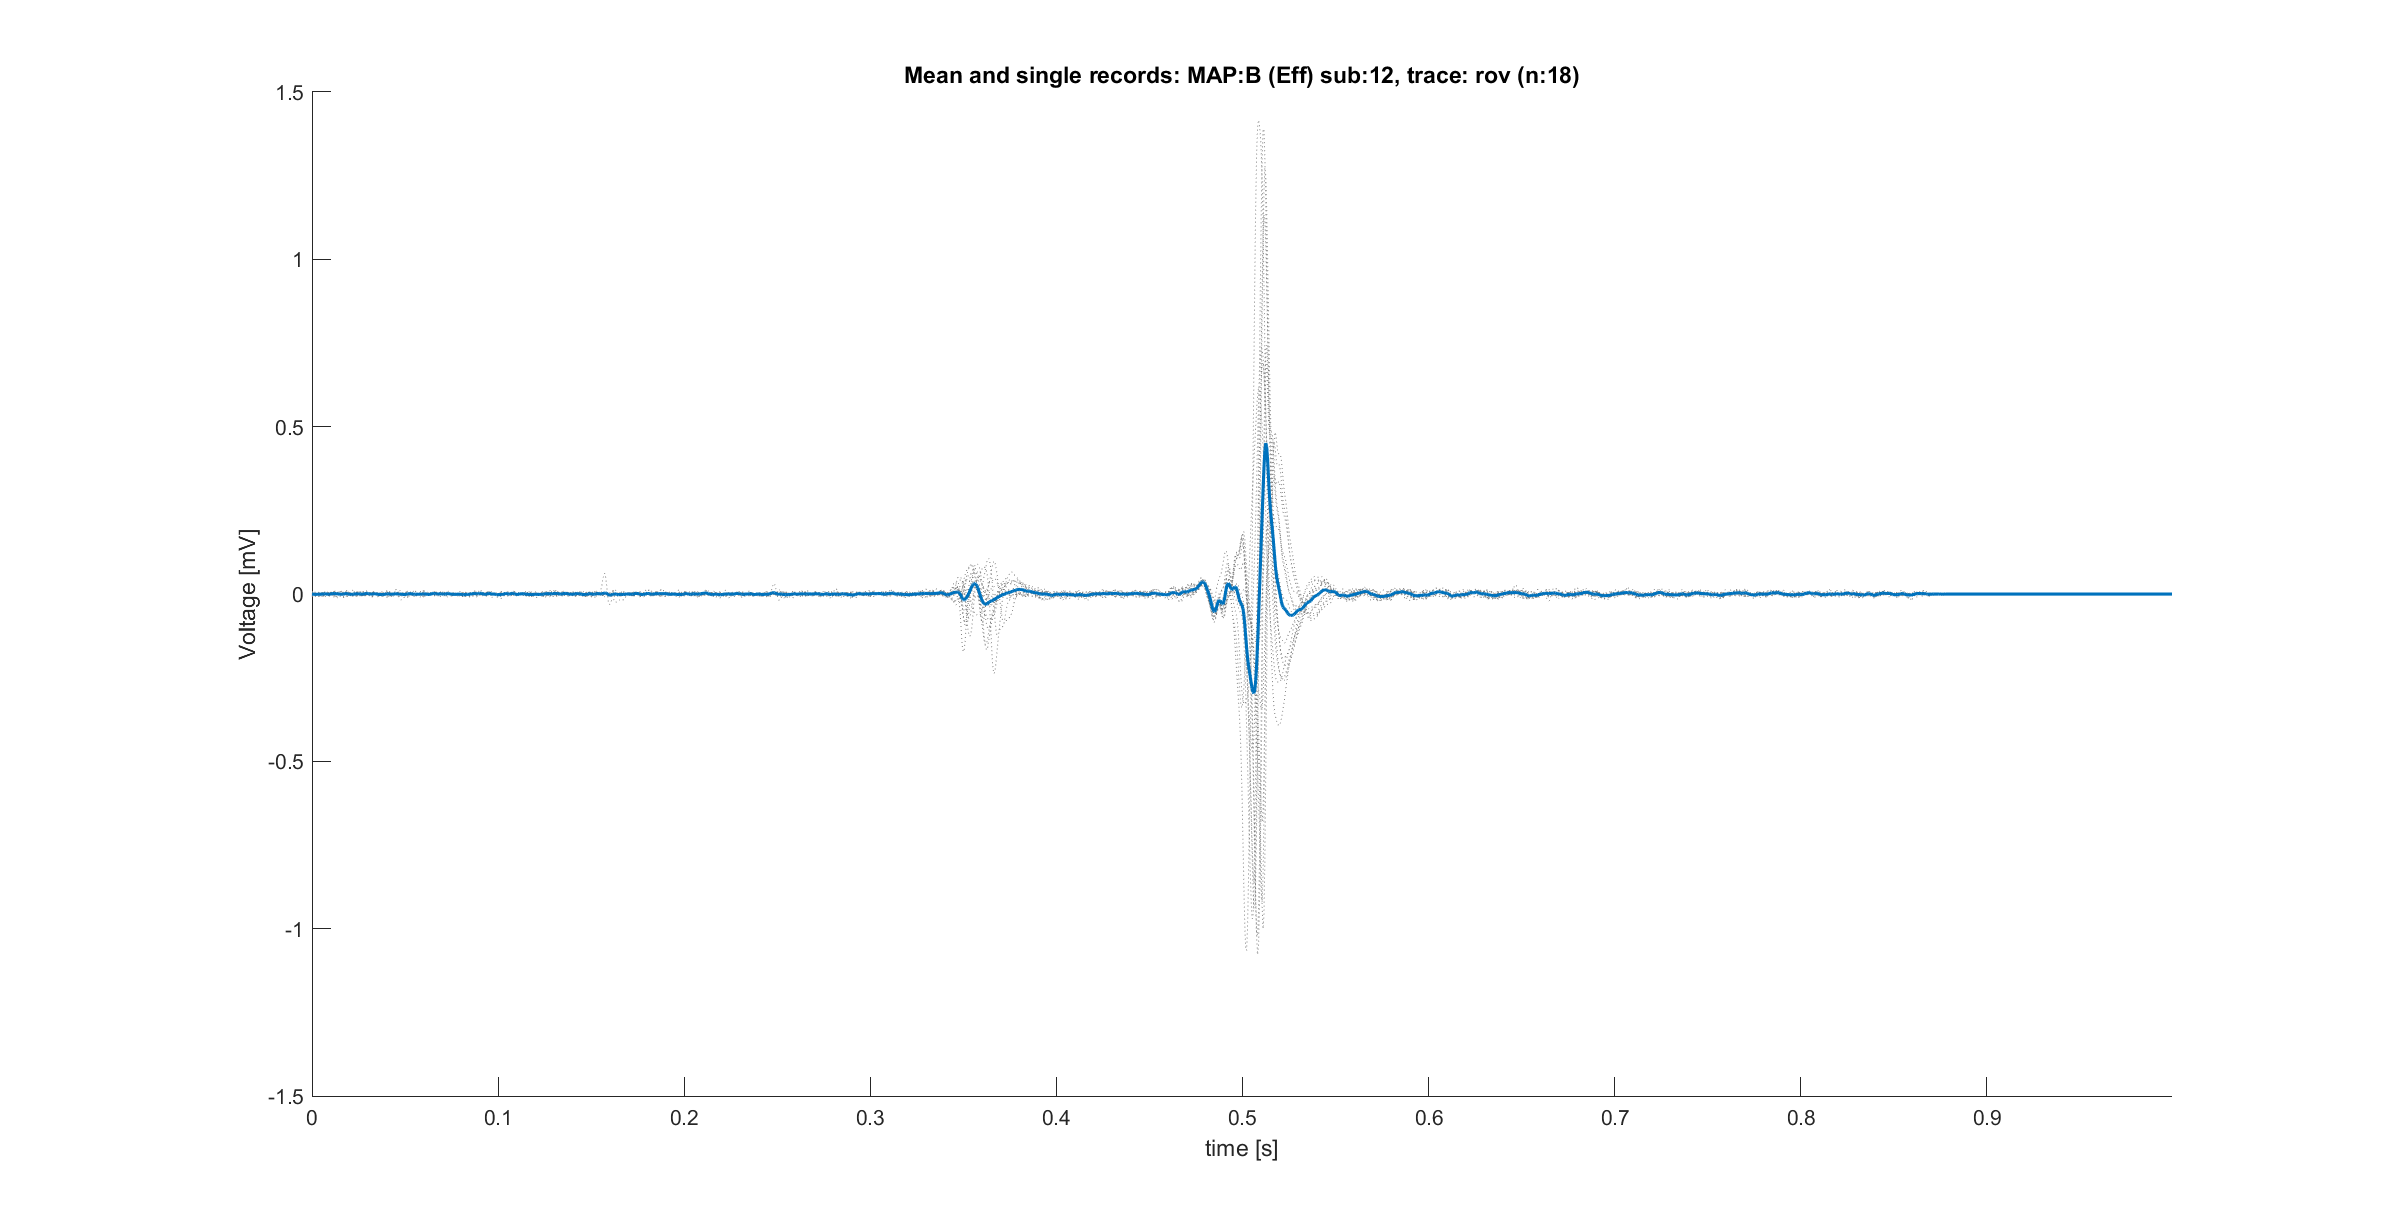 Mean and single records: MAP:B (Eff) sub:12, trace: rov (n:18)
1.5
1
0.5
0
-0.5
-1
-1.5
Voltage [mV]
0 0.1 0.2 0.3 0.4 0.5 0.6 0.7 0.8 0.9
time [s]